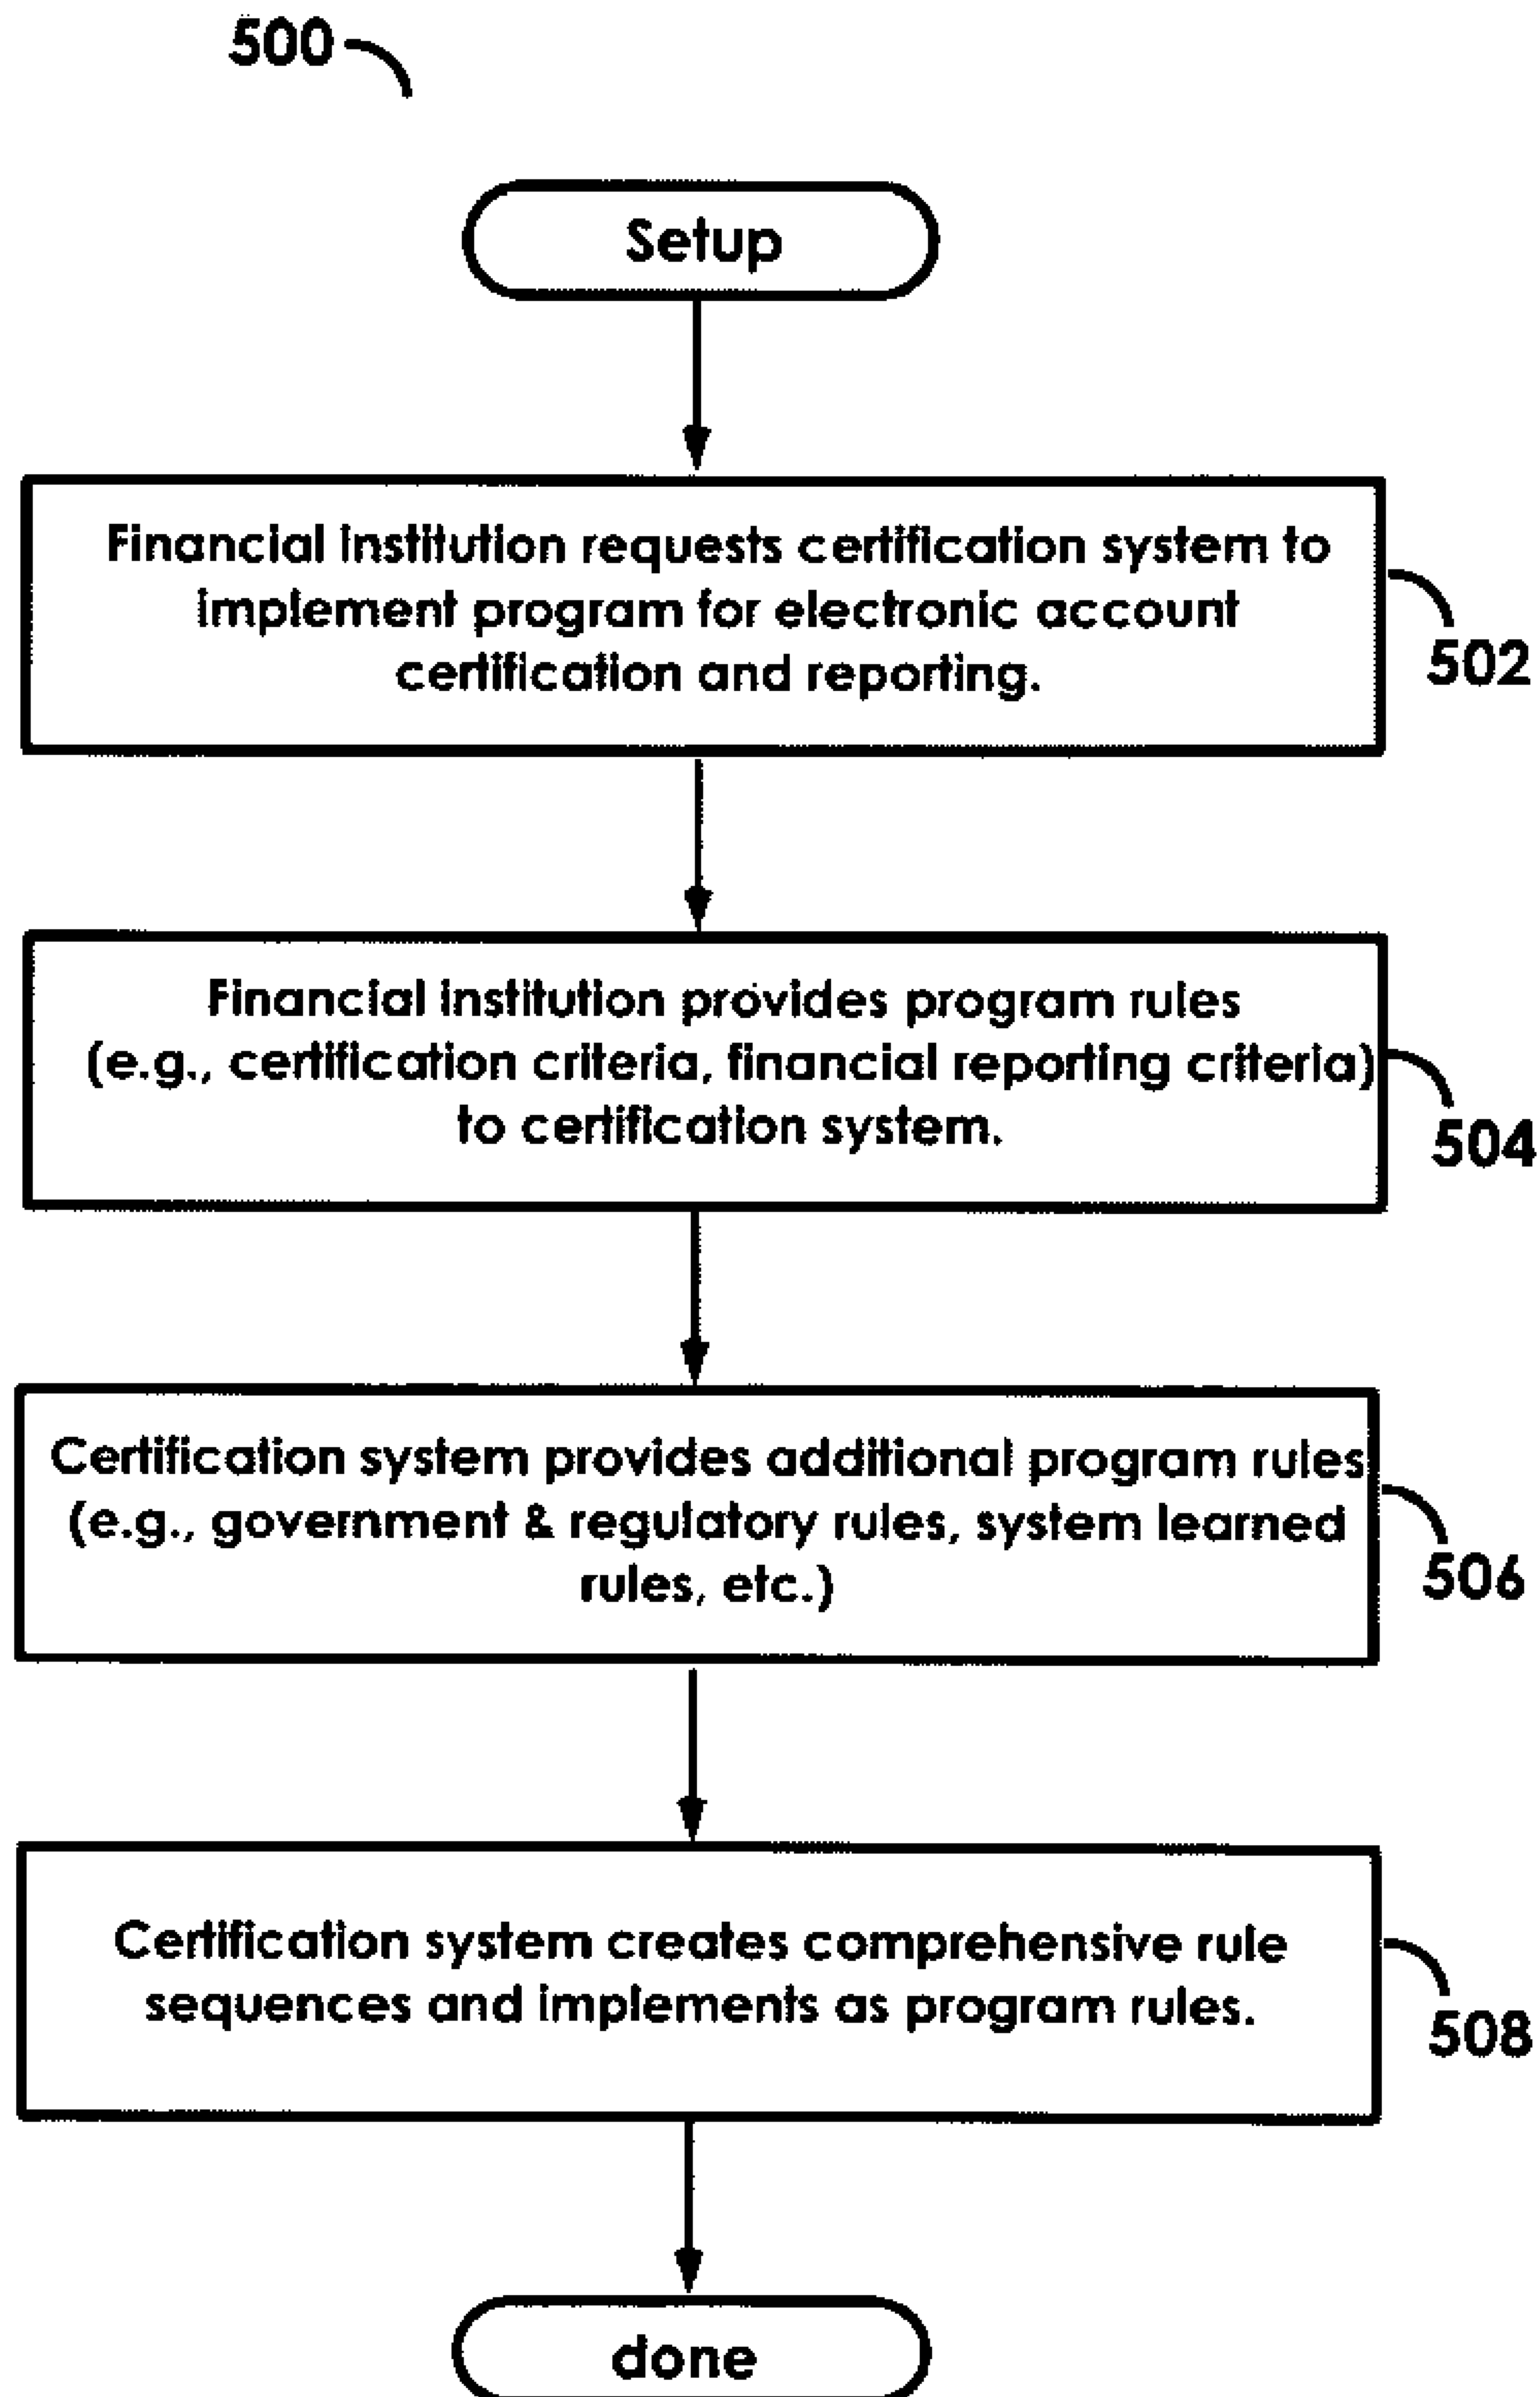 500
Setup
Financial institution requests certification system to
implement program for electronic account
certification and reporting.
502
Financial institution provides program rules
(e.g., certification criteria, financial reporting criteria)
to certification system.
504
Certification system provides additional program rules
(e.g., government & regulatory rules, system learned
rules, etc.)
506
Certification system creates comprehensive rule
sequences and implements as program rules.
508
done